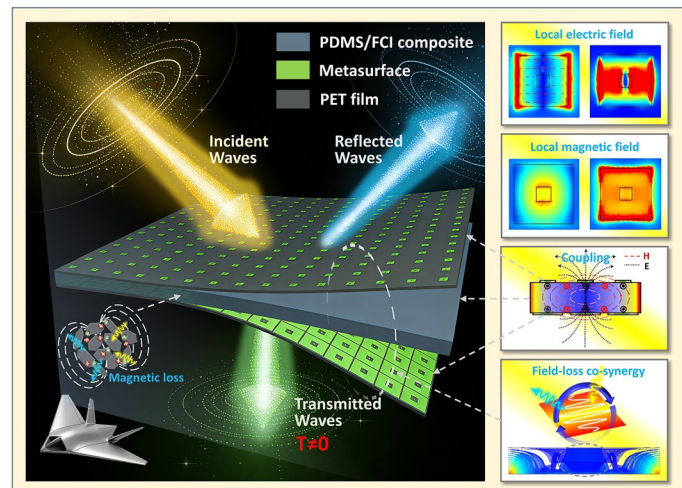 PDMS/FCI composite
Metasurface
PET film
Incident
Waves
Reflected
Waves
Magnetic loss
Transmitted
Waves
T≠0
Local electric field
Local magnetic field
Coupling
H
E
Field-loss co-synergy